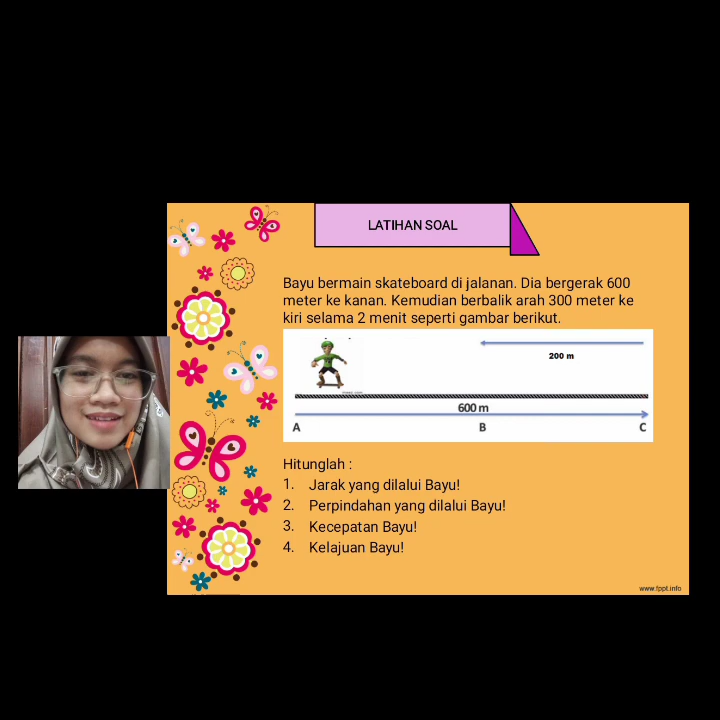 LATIHAN SOAL
Bayu bermain skateboard di jalanan. Dia bergerak 600
meter ke kanan. Kemudian berbalik arah 300 meter ke
kiri selama 2 menit seperti gambar berikut.
200 m
600 m
A B C
Hitunglah :
1. Jarak yang dilalui Bayu!
2. Perpindahan yang dilalui Bayu!
3. Kecepatan Bayu!
4. Kelajuan Bayu!
www.fppt.info